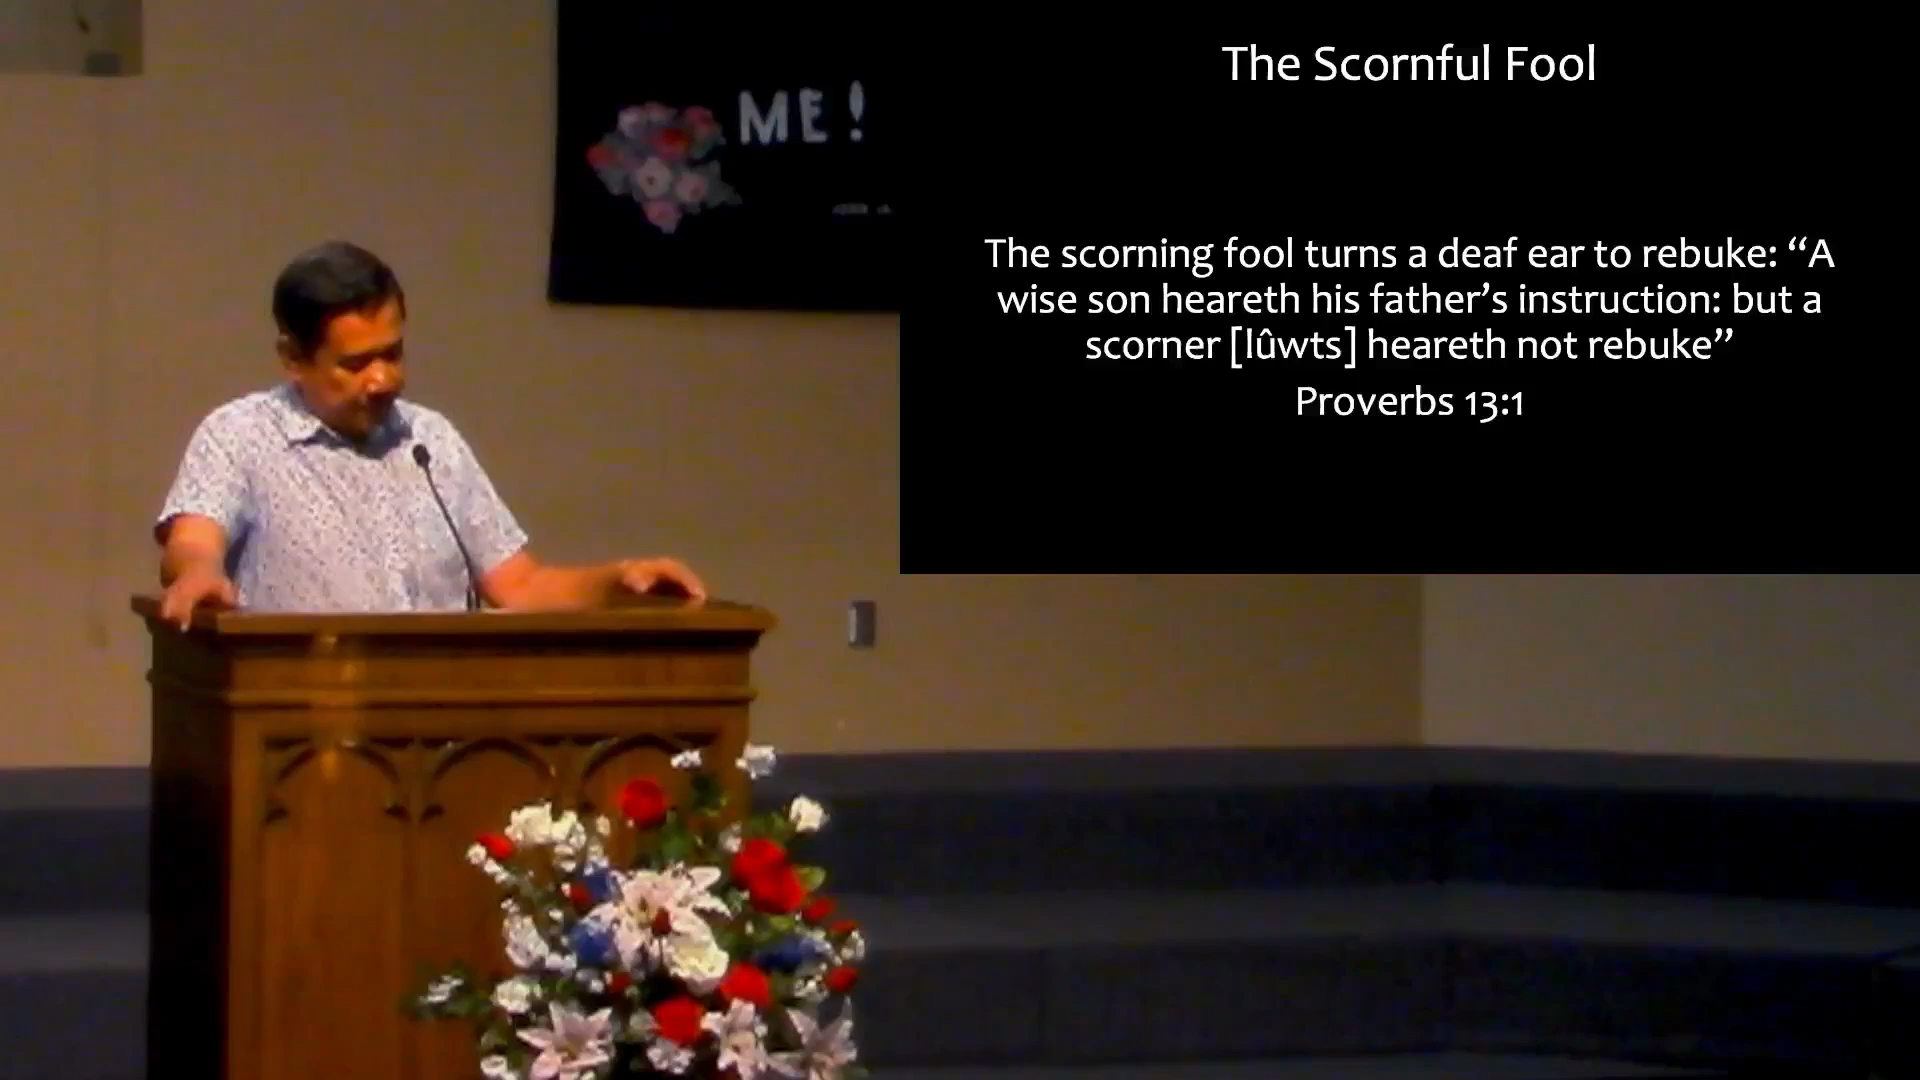 ME!
The Scornful Fool
The scorning fool turns a deaf ear to rebuke: “A
wise son heareth his father’s instruction: but a
scorner [lûwts] heareth not rebuke”
Proverbs 13:1